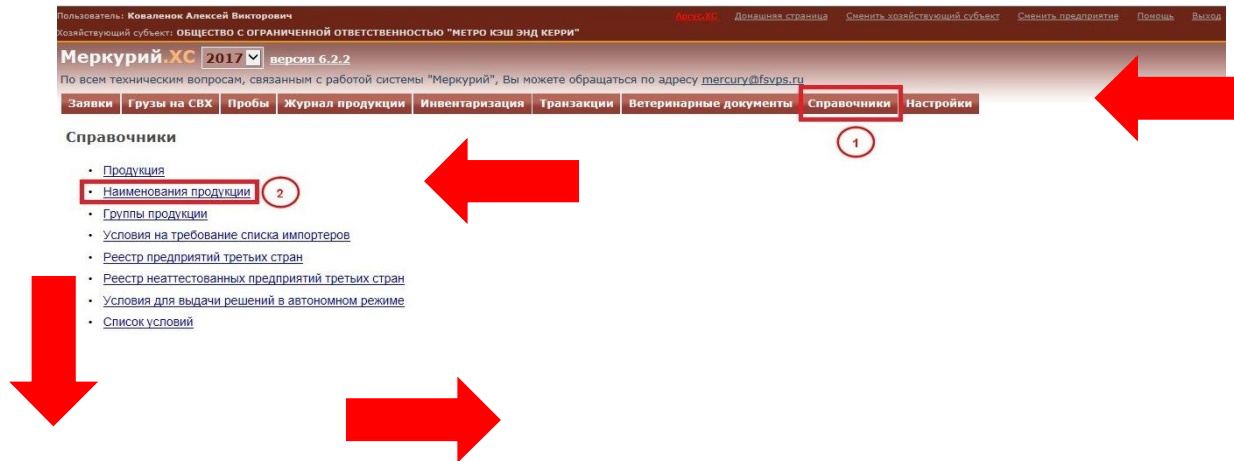 Пользователь: Коваленок Алексей Викторович Аргус.ХС Домашняя страница Сменить хозяйствующий субъект Сменить предприятие Помощь Выход
Хозяйствующий субъект: ОБЩЕСТВО С ОГРАНИЧЕННОЙ ОТВЕТСТВЕННОСТЬЮ "МЕТРО КЭШ ЭНД КЕРРИ"
Меркурий.ХС 2017 версия 6.2.2
По всем техническим вопросам, связанным с работой системы "Меркурий", Вы можете обращаться по адресу mercury@fsvps.ru
Заявки Грузы на СВХ Пробы Журнал продукции Инвентаризация Транзакции Ветеринарные документы Справочники Настройки
1
Справочники
• Продукция
• Наименования продукции 2
• Группы продукции
• Условия на требование списка импортеров
• Реестр предприятий третьих стран
• Реестр неаттестованных предприятий третьих стран
• Условия для выдачи решений в автономном режиме
• Список условий